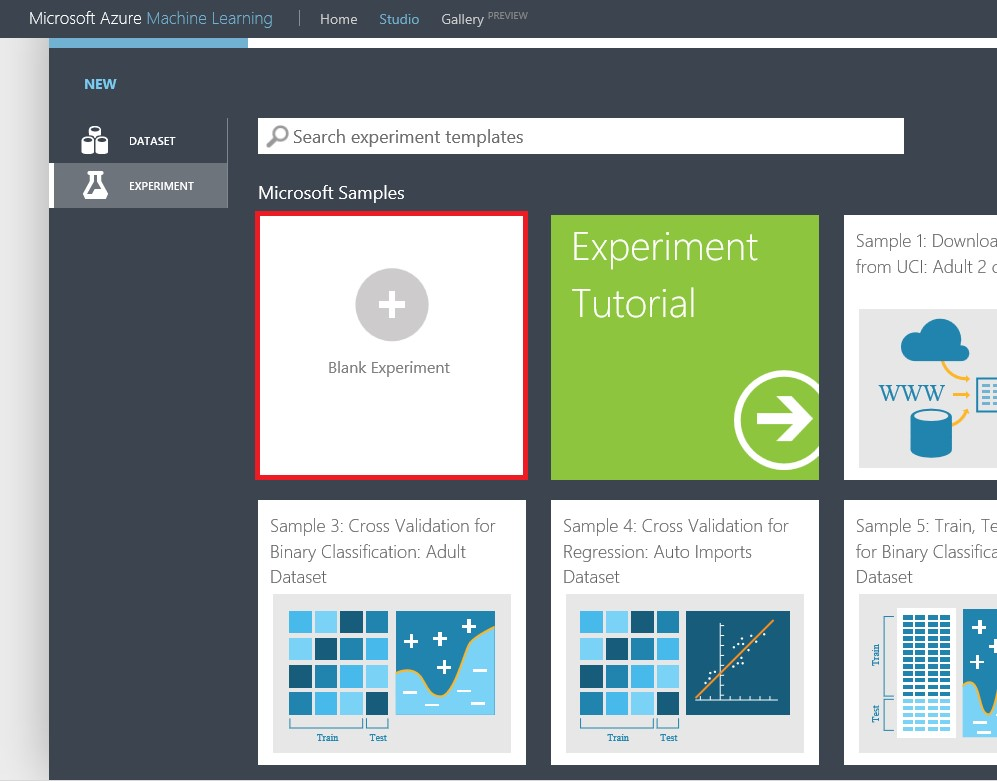 Microsoft Azure Machine Learning | Home Studio Gallery PREVIEW
NEW
DATASET
EXPERIMENT
Search experiment templates
Microsoft Samples
Blank Experiment
Experiment
Tutorial
Sample 1: Downloa
from UCI: Adult 2 c
WWW
Sample 3: Cross Validation for
Binary Classification: Adult
Dataset
Train Test
Sample 4: Cross Validation for
Regression: Auto Imports
Dataset
Train Test
Sample 5: Train, Te
for Binary Classifica
Dataset
Train
Test